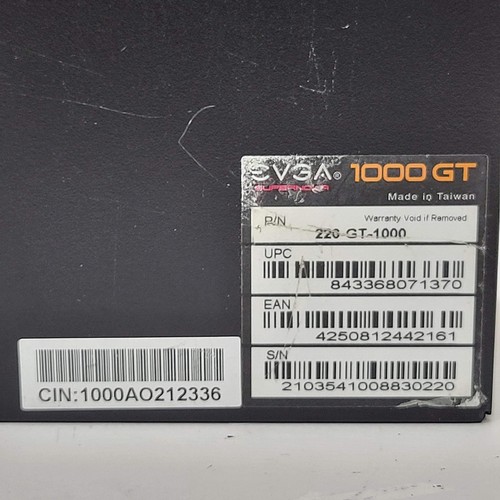 EVGA® 1000 GT
SUPERNOVA
Made in Taiwan
P/N
Warranty Void if Removed
220-GT-1000
UPC
843368071370
EAN
4250812442161
S/N
2103541008830220
CIN:1000AO212336